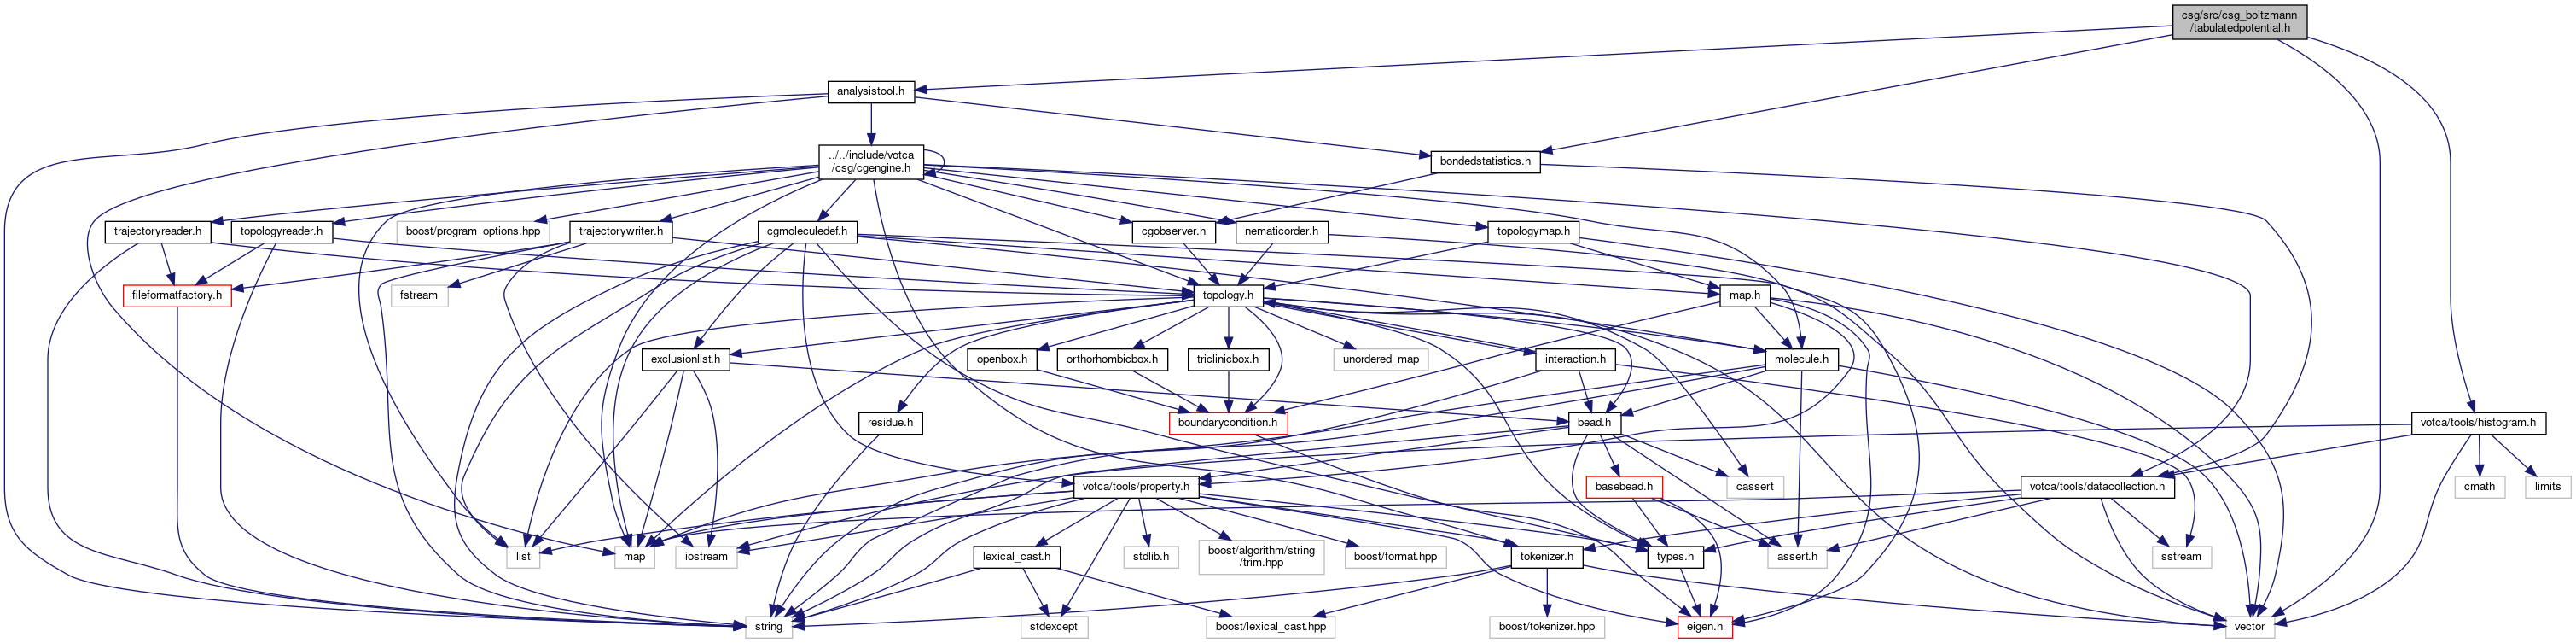 csg/src/csg_boltzmann
/tabulatedpotential.h
analysistool.h
../../include/votca
/csg/cgengine.h
bondedstatistics.h
trajectoryreader.h
topologyreader.h
boost/program_options.hpp
trajectorywriter.h
cgmoleculedef.h
cgobserver.h
nematicorder.h
topologymap.h
fileformatfactory.h
fstream
topology.h
map.h
exclusionlist.h
openbox.h
orthorhombicbox.h
triclinicbox.h
unordered_map
interaction.h
molecule.h
residue.h
boundarycondition.h
bead.h
votca/tools/histogram.h
votca/tools/property.h
basebead.h
cassert
votca/tools/datacollection.h
cmath
limits
list
map
iostream
lexical_cast.h
stdlib.h
boost/algorithm/string
/trim.hpp
boost/format.hpp
tokenizer.h
types.h
assert.h
sstream
string
stdexcept
boost/lexical_cast.hpp
boost/tokenizer.hpp
eigen.h
vector